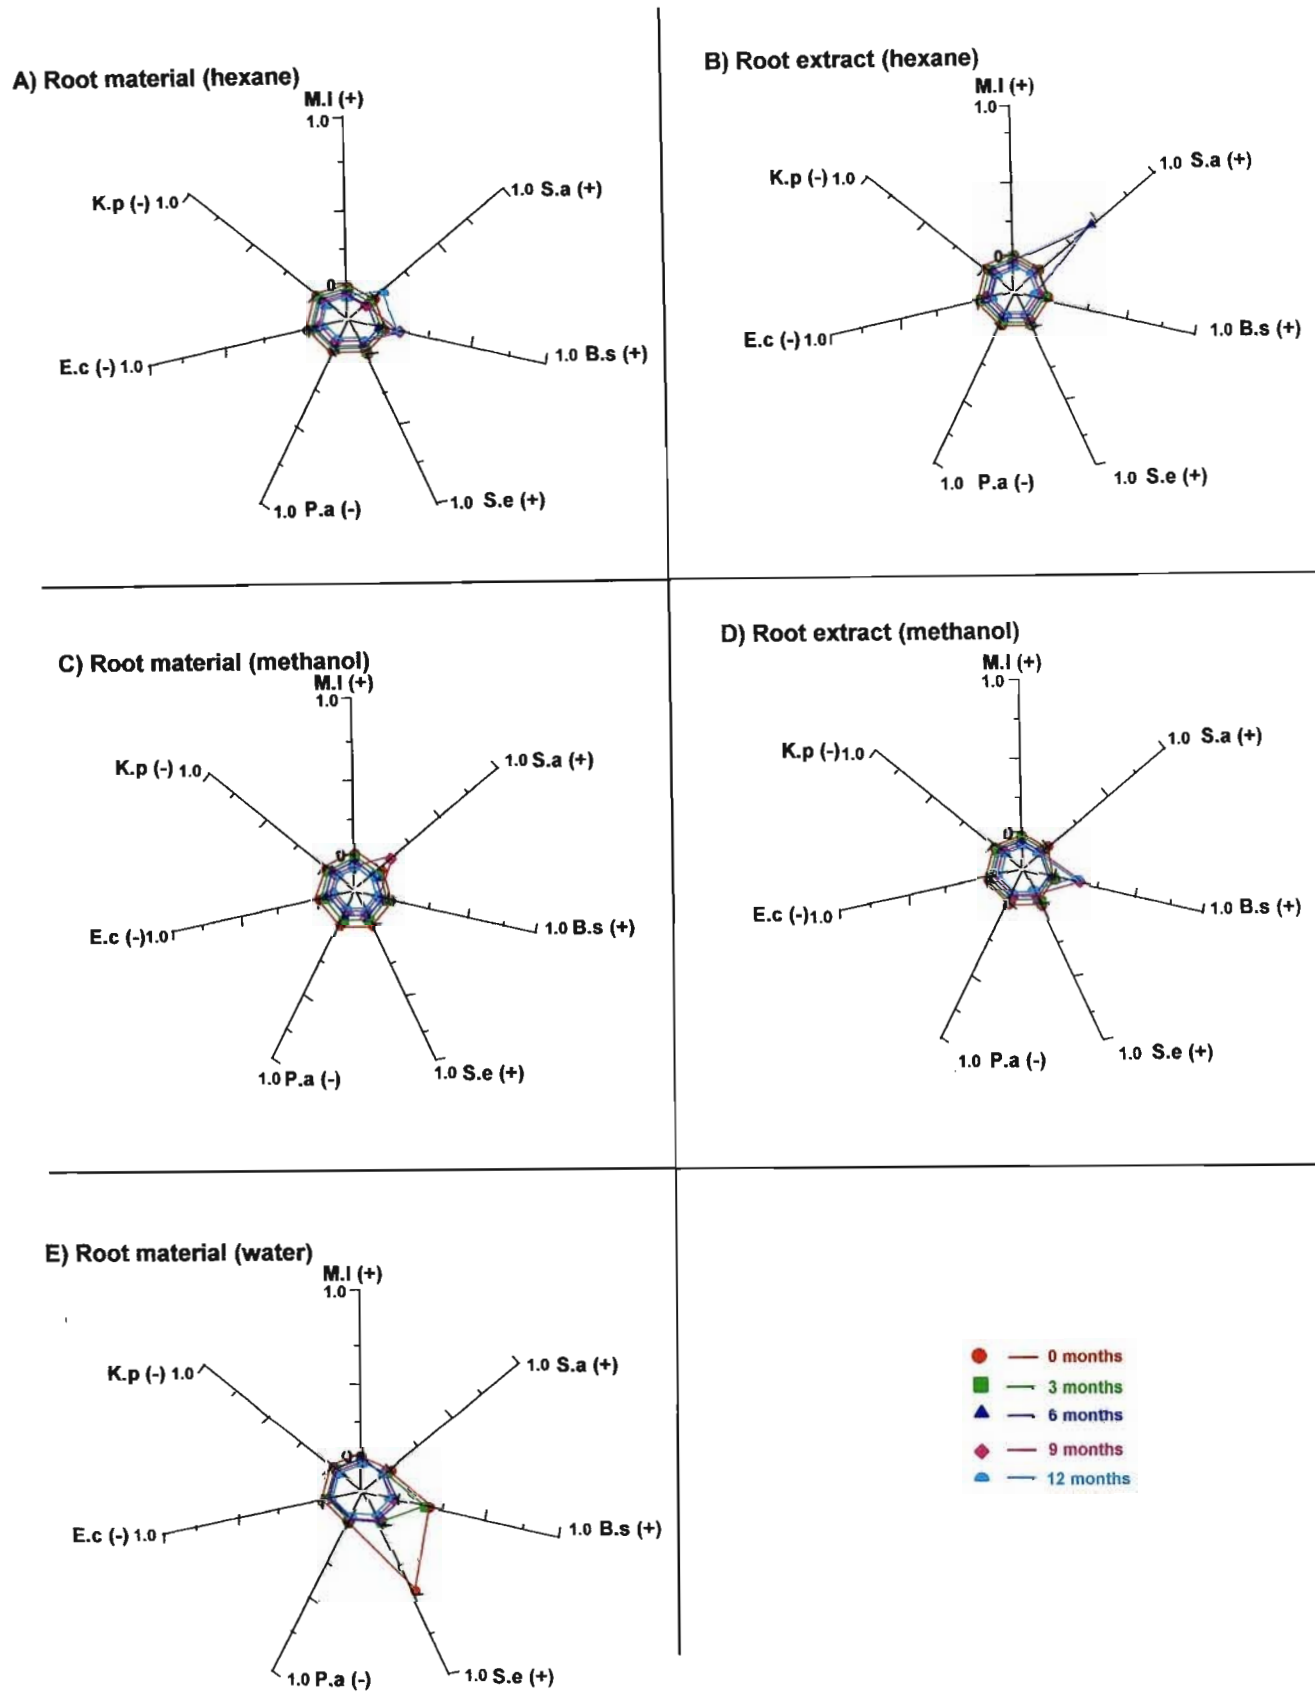 A) Root material (hexane)
M.l (+)
1.0
K.p (-) 1.0
1.0 S.a (+)
0
E.c (-) 1.0
1.0 B.s (+)
1.0 P.a (-)
1.0 S.e (+)
B) Root extract (hexane)
M.l (+)
1.0
K.p (-) 1.0
1.0 S.a (+)
0
E.c (-) 1.0
1.0 B.s (+)
1.0 P.a (-)
1.0 S.e (+)
C) Root material (methanol)
M.l (+)
1.0
K.p (-) 1.0
1.0 S.a (+)
0
E.c (-) 1.0
1.0 B.s (+)
1.0 P.a (-)
1.0 S.e (+)
D) Root extract (methanol)
M.l (+)
1.0
K.p (-) 1.0
1.0 S.a (+)
0
E.c (-) 1.0
1.0 B.s (+)
1.0 P.a (-)
1.0 S.e (+)
E) Root material (water)
M.l (+)
1.0
K.p (-) 1.0
1.0 S.a (+)
0
E.c (-) 1.0
1.0 B.s (+)
1.0 P.a (-)
1.0 S.e (+)
0 months
3 months
6 months
9 months
12 months